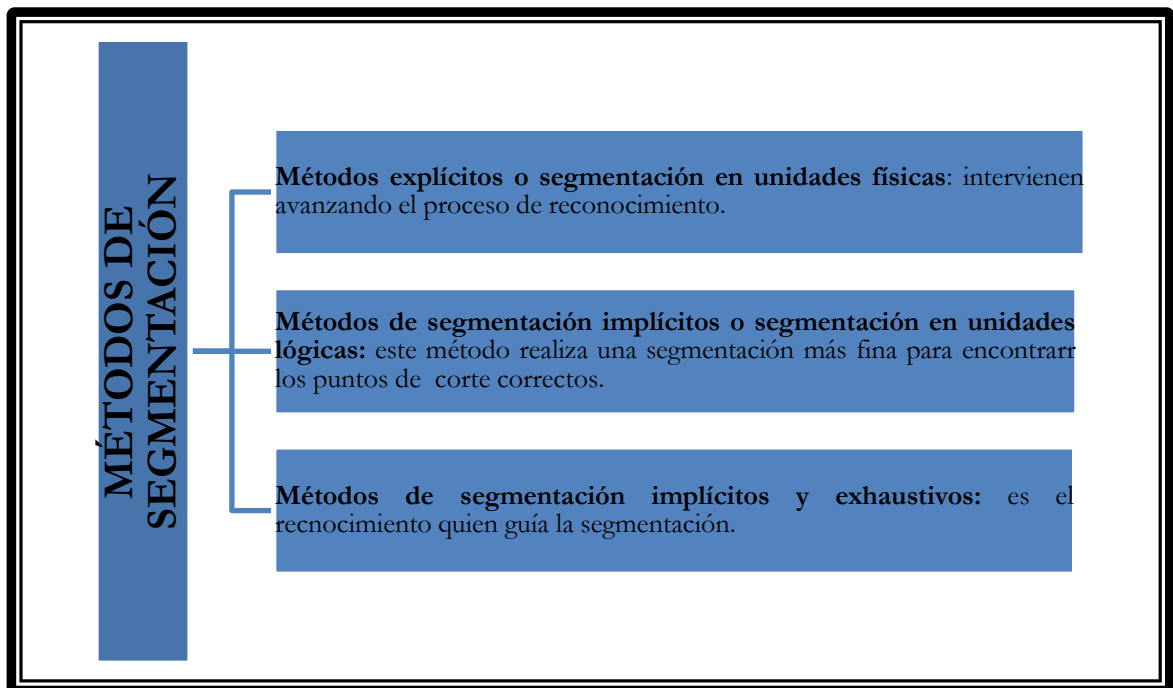 MÉTODOS DE
SEGMENTACIÓN
Métodos explícitos o segmentación en unidades físicas: intervienen
avanzando el proceso de reconocimiento.
Métodos de segmentación implícitos o segmentación en unidades
lógicas: este método realiza una segmentación más fina para encontrarr
los puntos de corte correctos.
Métodos de segmentación implícitos y exhaustivos: es el
recnocimiento quien guía la segmentación.